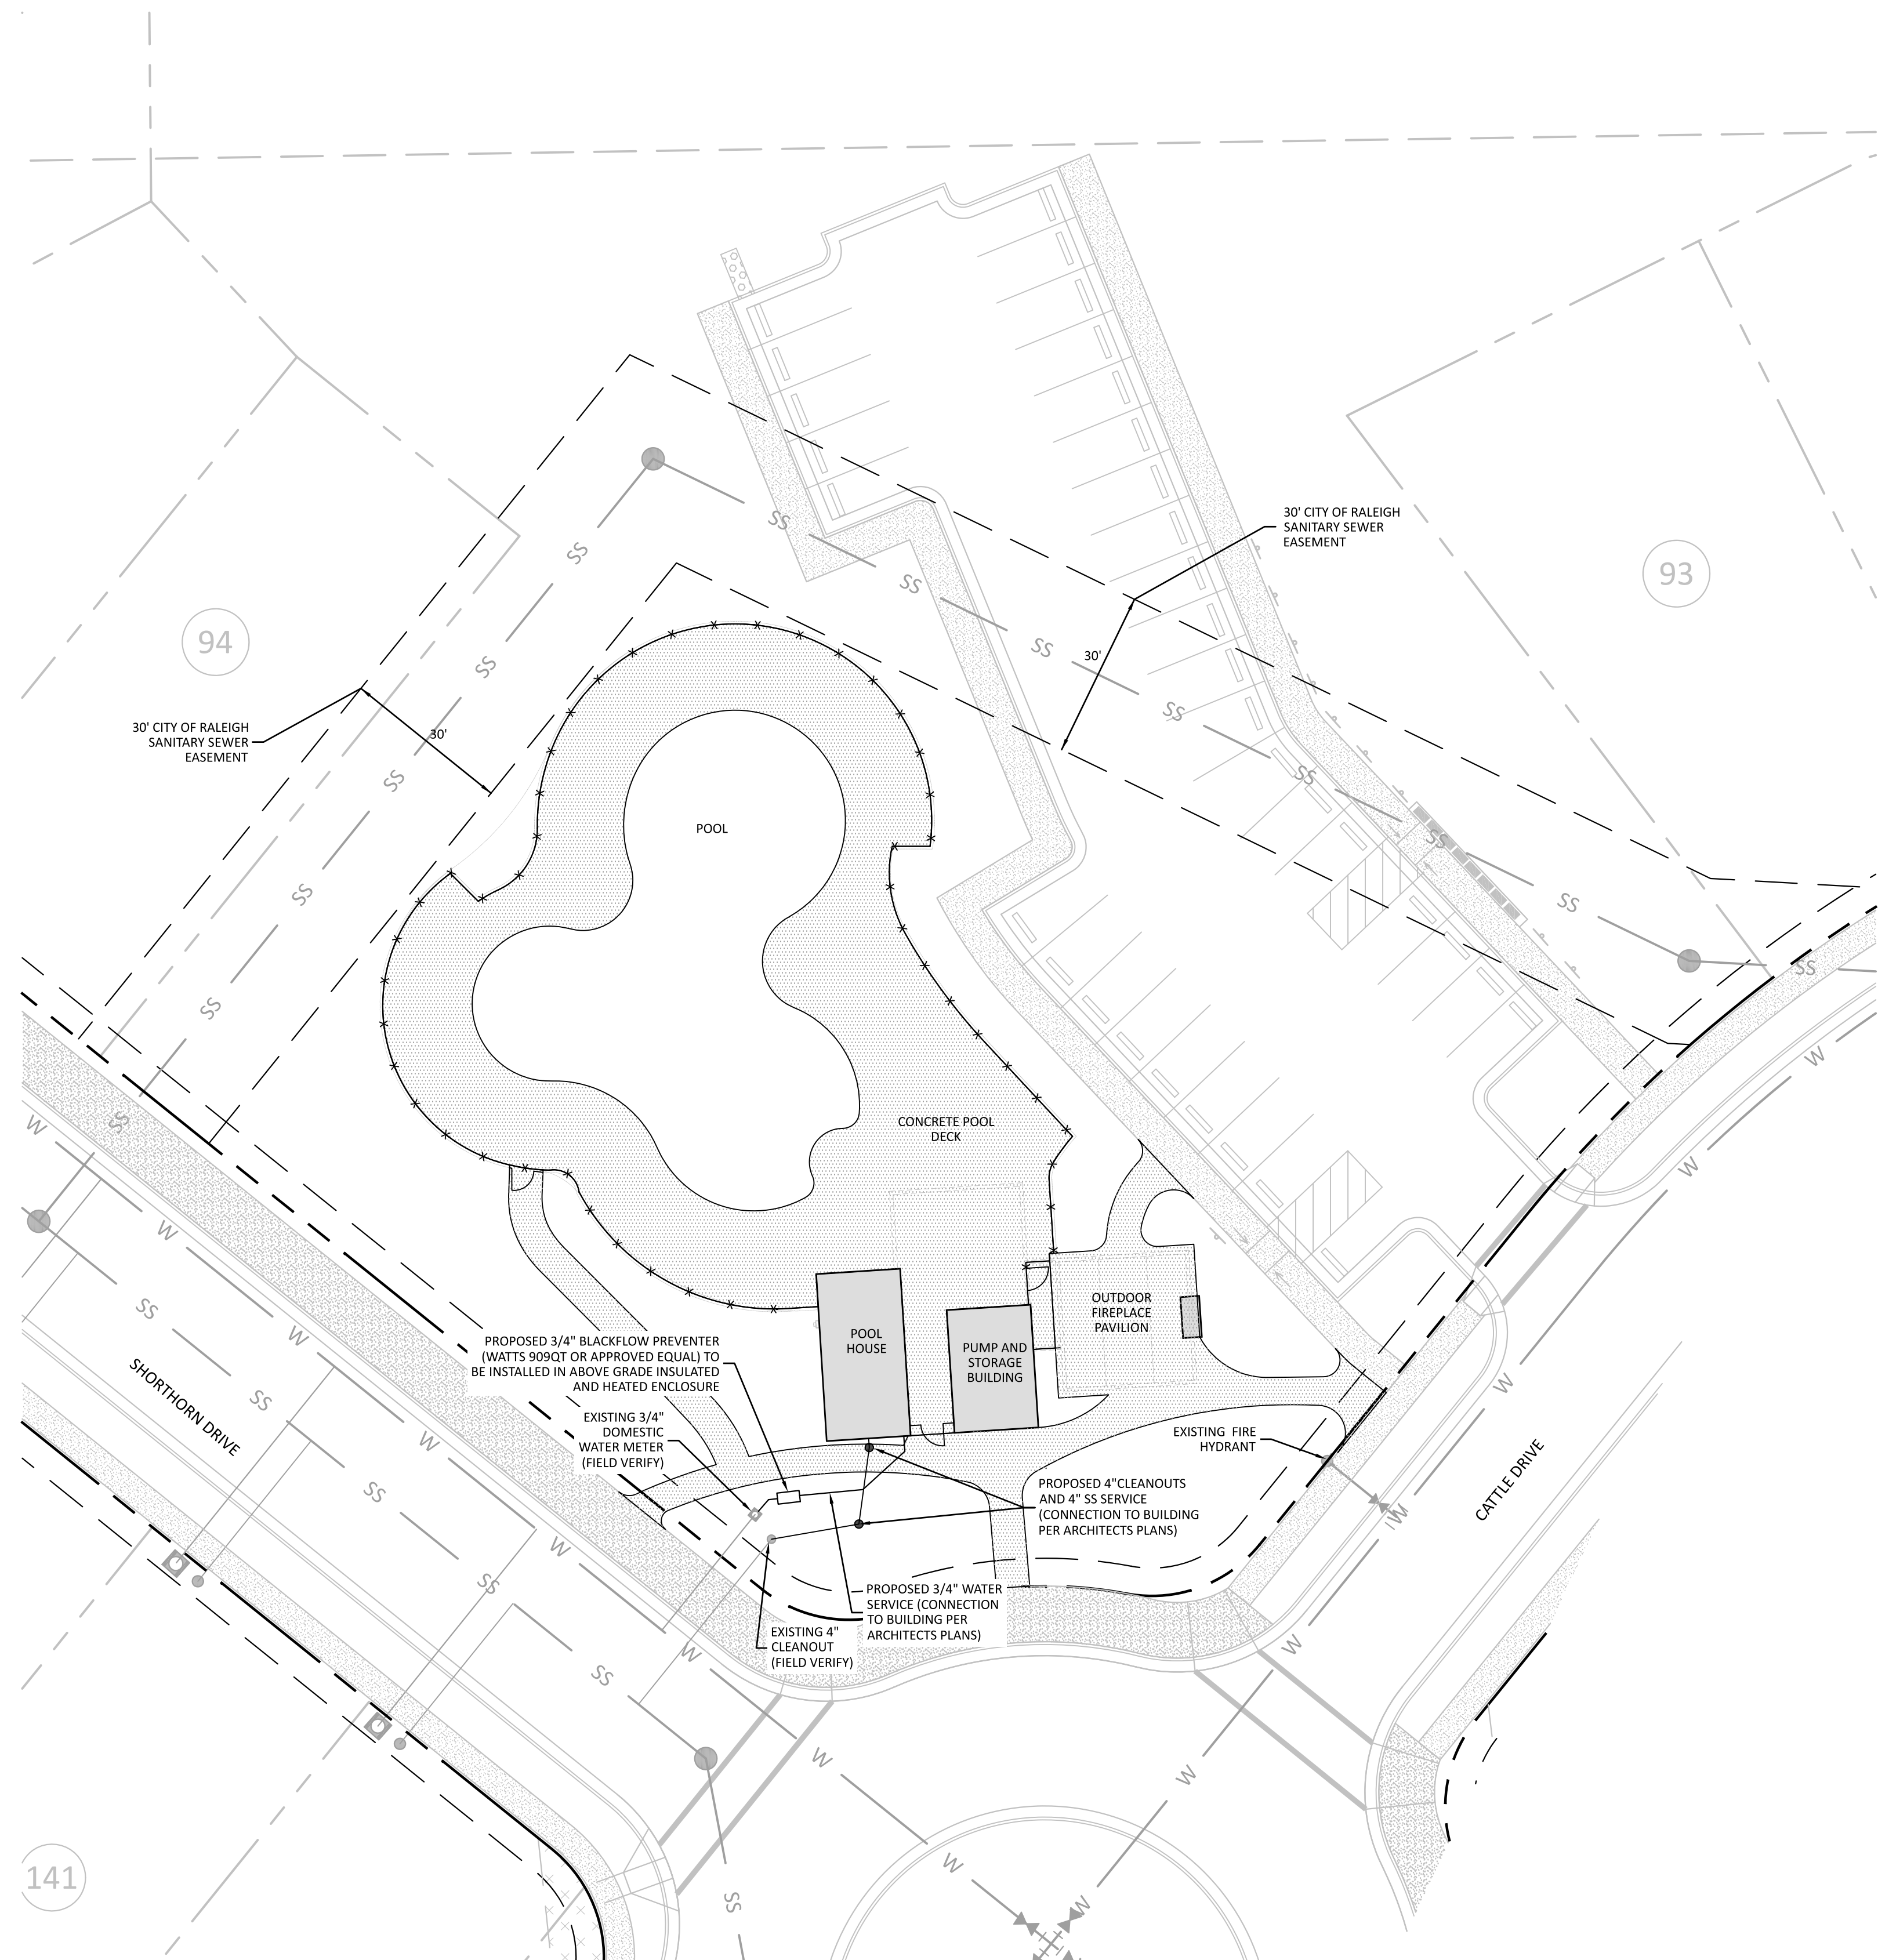 30' CITY OF RALEIGH
SANITARY SEWER
EASEMENT
93
94
30'
30' CITY OF RALEIGH
SANITARY SEWER
EASEMENT
30'
SS
SS
SS
SS
SS
SS
SS
SS
SS
SS
SS
SS
SS
SS
POOL
CONCRETE POOL
DECK
W
W
W
W
W
W
OUTDOOR
FIREPLACE
PAVILION
POOL
HOUSE
PUMP AND
STORAGE
BUILDING
PROPOSED 3/4" BLACKFLOW PREVENTER
(WATTS 909QT OR APPROVED EQUAL) TO
BE INSTALLED IN ABOVE GRADE INSULATED
AND HEATED ENCLOSURE
EXISTING 3/4"
DOMESTIC
WATER METER
(FIELD VERIFY)
EXISTING FIRE
HYDRANT
PROPOSED 4"CLEANOUTS
AND 4" SS SERVICE
(CONNECTION TO BUILDING
PER ARCHITECTS PLANS)
SHORTHORN DRIVE
CATTLE DRIVE
SS
SS
SS
SS
SS
W
W
W
W
PROPOSED 3/4" WATER
SERVICE (CONNECTION
TO BUILDING PER
ARCHITECTS PLANS)
EXISTING 4"
CLEANOUT
(FIELD VERIFY)
W
W
W
W
W
141
SS